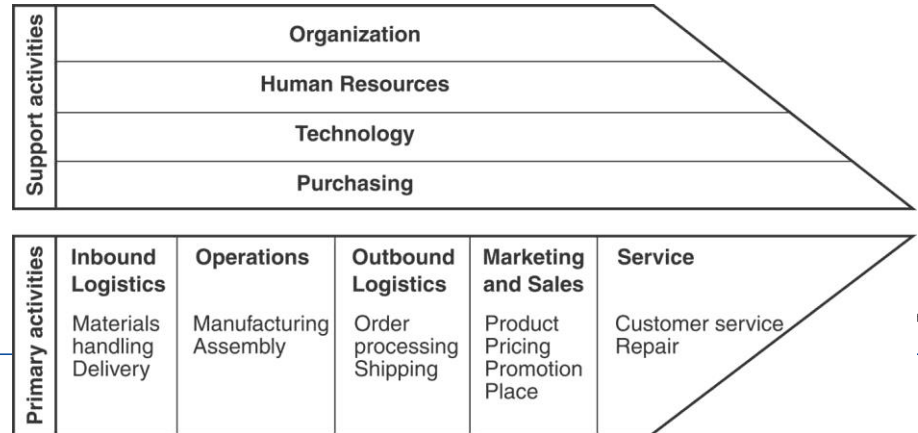 Support activities
Organization
Human Resources
Technology
Purchasing
Primary activities
Inbound
Logistics
Materials
handling
Delivery
Operations
Manufacturing
Assembly
Outbound
Logistics
Order
processing
Shipping
Marketing
and Sales
Product
Pricing
Promotion
Place
Service
Customer service
Repair